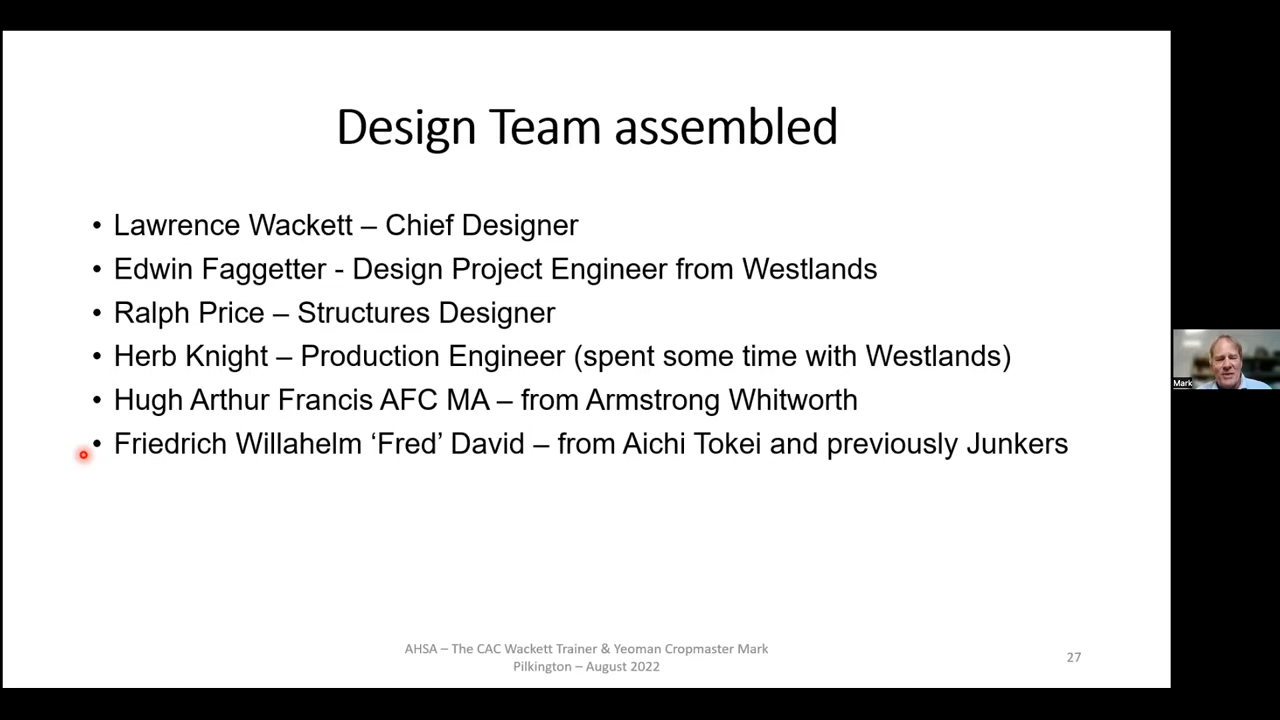 Design Team assembled
• Lawrence Wackett – Chief Designer
• Edwin Faggetter - Design Project Engineer from Westlands
• Ralph Price – Structures Designer
• Herb Knight – Production Engineer (spent some time with Westlands)
• Hugh Arthur Francis AFC MA – from Armstrong Whitworth
• Friedrich Willahelm ‘Fred’ David – from Aichi Tokei and previously Junkers
Mark
AHSA – The CAC Wackett Trainer & Yeoman Cropmaster Mark
Pilkington – August 2022
27